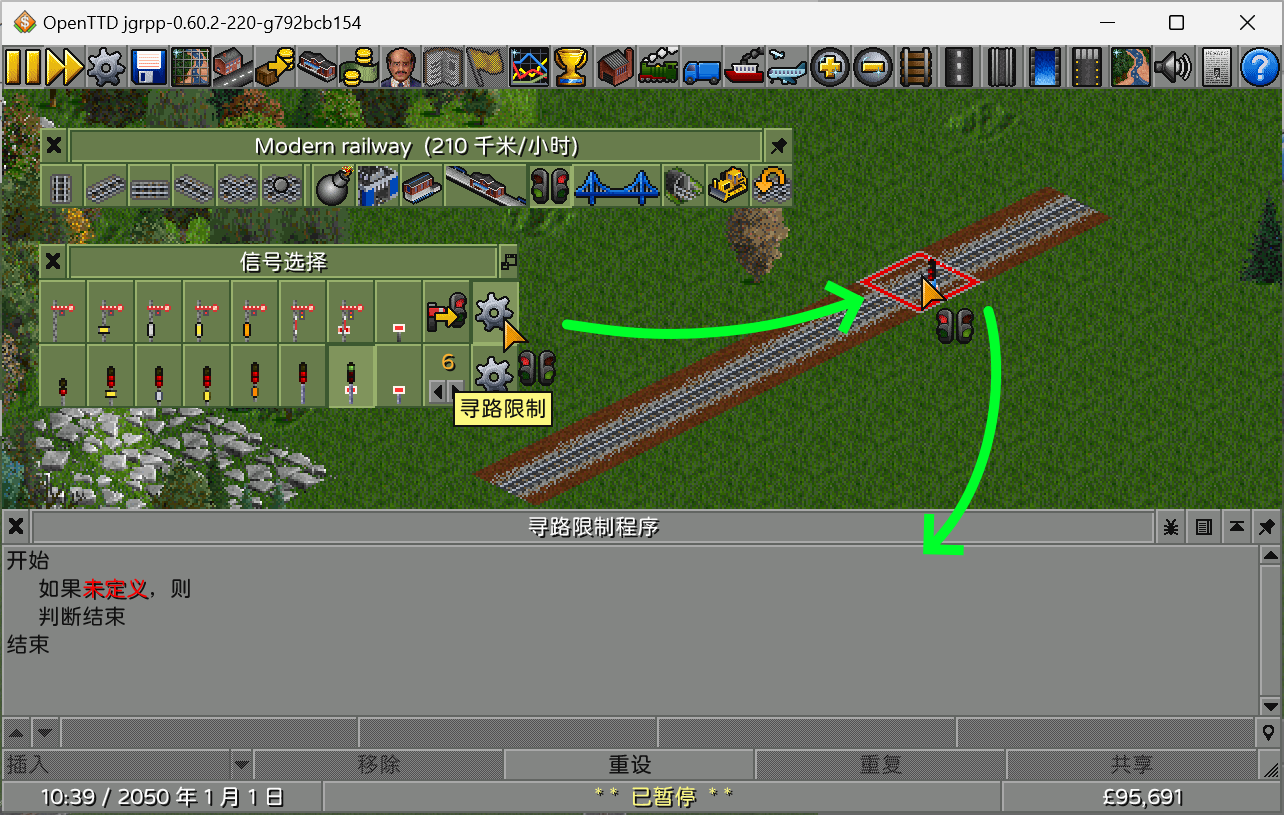 OpenTTD jgrpp-0.60.2-220-g792bcb154
Modern railway (210 千米/小时)
信号选择
6
寻路限制
寻路限制程序
开始
如果未定义，则
判断结束
结束
插入
移除
重设
重复
共享
10:39 / 2050 年 1 月 1 日
* * 已暂停 * *
£95,691